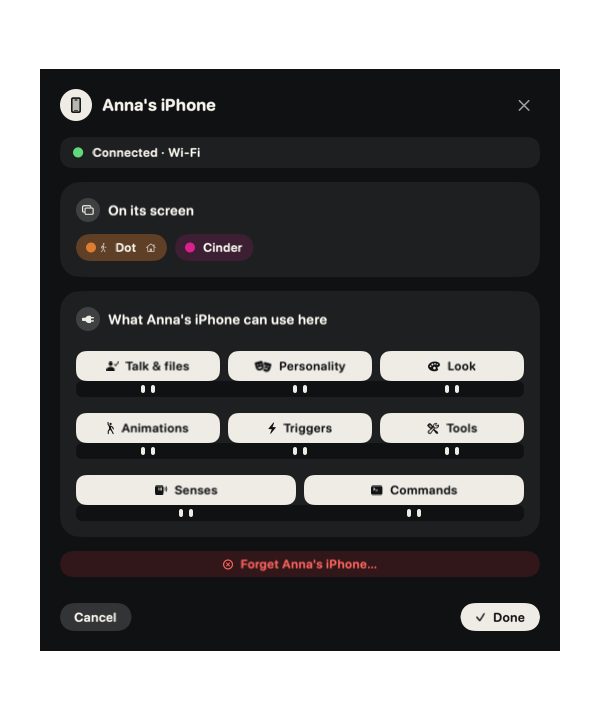 Anna's iPhone
Connected · Wi-Fi
On its screen
Dot Cinder
What Anna's iPhone can use here
Talk & files Personality Look
Animations Triggers Tools
Senses Commands
Forget Anna's iPhone...
Cancel Done